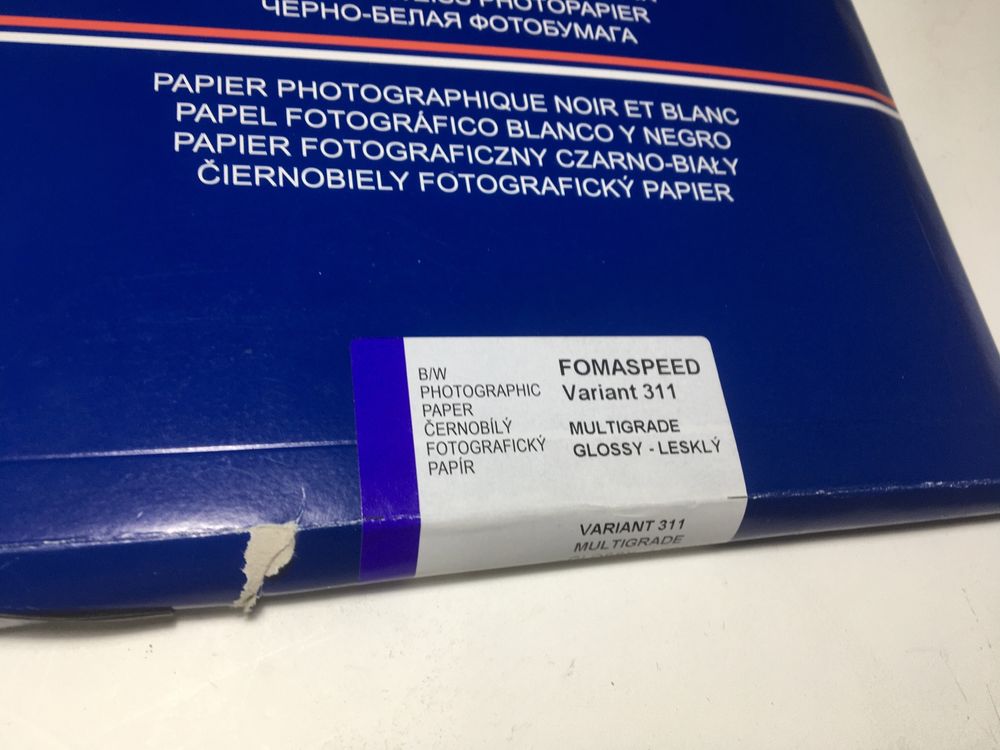 PHOTOPAPIER
ЧЕРНО-БЕЛАЯ ФОТОБУМАГА
PAPIER PHOTOGRAPHIQUE NOIR ET BLANC
PAPEL FOTOGRÁFICO BLANCO Y NEGRO
PAPIER FOTOGRAFICZNY CZARNO-BIAŁY
ČIERNOBIELY FOTOGRAFICKÝ PAPIER
B/W
PHOTOGRAPHIC
PAPER
ČERNOBÍLÝ
FOTOGRAFICKÝ
PAPÍR
FOMASPEED
Variant 311
MULTIGRADE
GLOSSY - LESKLÝ
VARIANT 311
MULTIGRADE